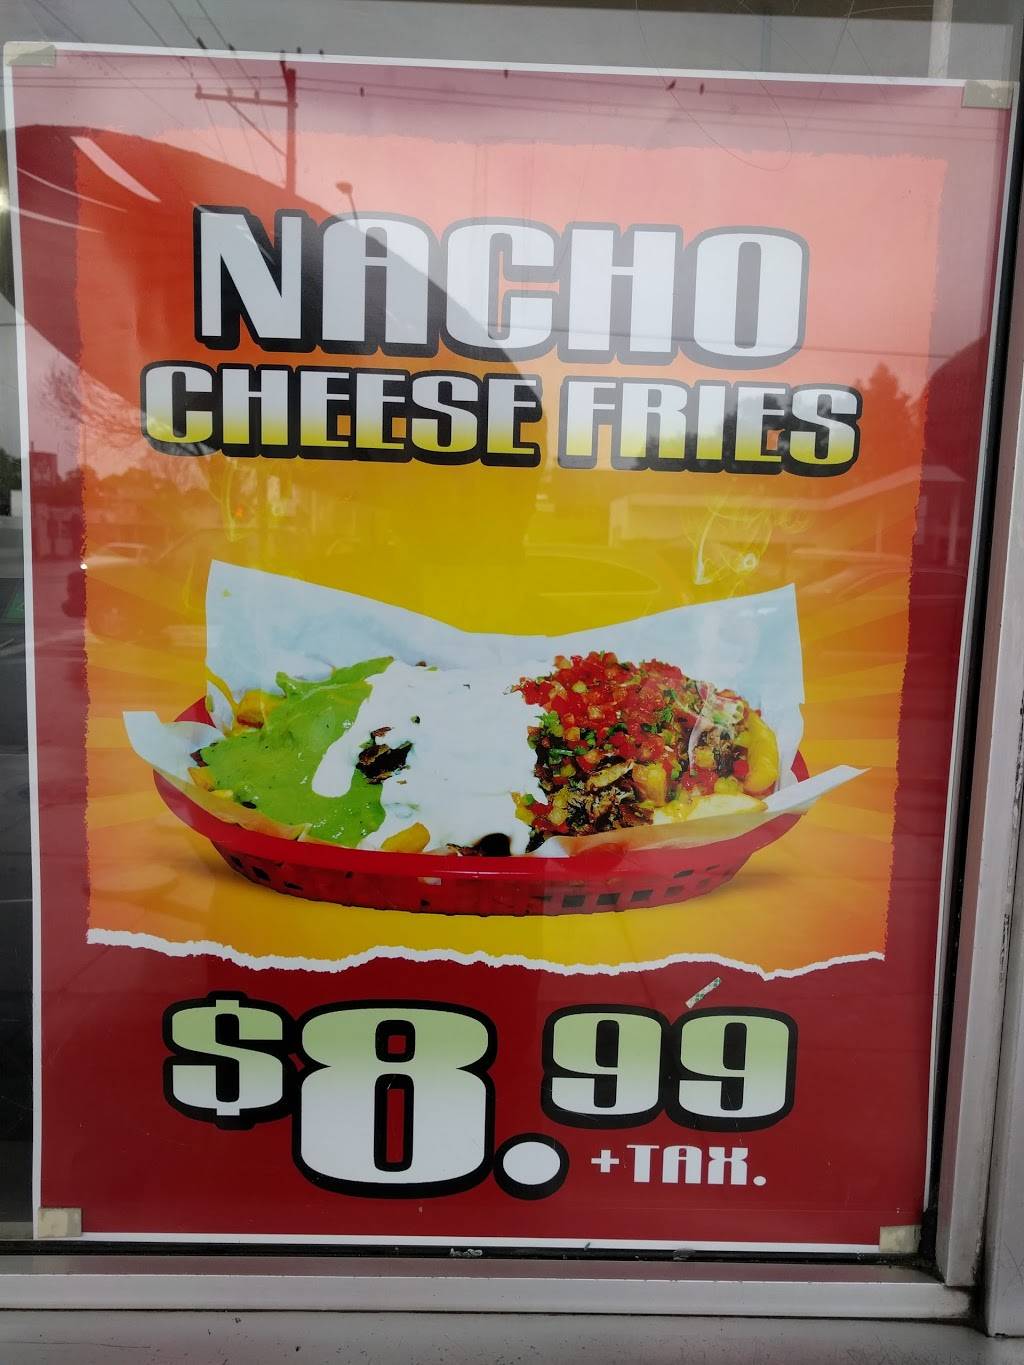 NACHO
CHEESE FRIES
$8.99
+TAX.